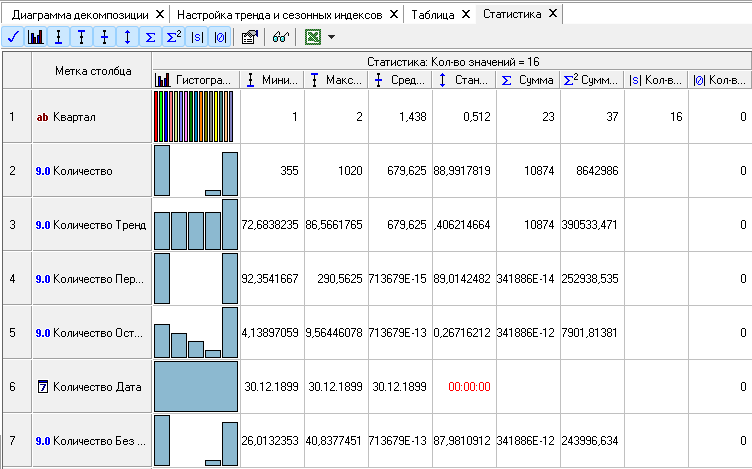 Диаграмма декомпозиции Настройка тренда и сезонных индексов Таблица Статистика
Статистика: Кол-во значений = 16
Метка столбца Гистогра... Мини... Макс... Сред... Стан... Σ Сумма Σ² Сумм... |s| Кол-в... |0| Кол-в...
1 ab Квартал 1 2 1,438 0,512 23 37 16 0
2 9.0 Количество 355 1020 679,625 88,9917819 10874 8642986 0
3 9.0 Количество Тренд 72,6838235 86,5661765 679,625 ,406214664 10874 390533,471 0
4 9.0 Количество Пер... 92,3541667 290,5625 713679E-15 89,0142482 341886E-14 252938,535 0
5 9.0 Количество Ост... 4,13897059 9,56446078 713679E-13 0,26716212 341886E-12 7901,81381 0
6 7 Количество Дата 30.12.1899 30.12.1899 30.12.1899 00:00:00 0
7 9.0 Количество Без ... 26,0132353 40,8377451 713679E-13 87,9810912 341886E-12 243996,634 0